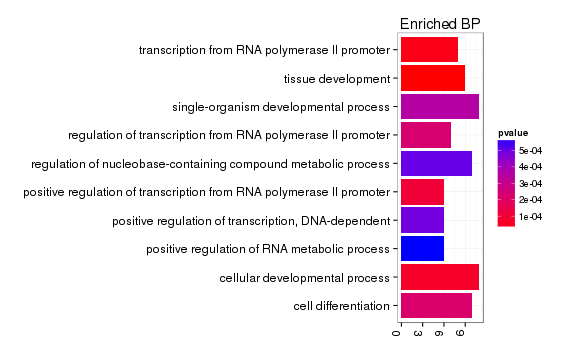 Enriched BP
transcription from RNA polymerase II promoter
tissue development
single-organism developmental process
regulation of transcription from RNA polymerase II promoter
regulation of nucleobase-containing compound metabolic process
positive regulation of transcription from RNA polymerase II promoter
positive regulation of transcription, DNA-dependent
positive regulation of RNA metabolic process
cellular developmental process
cell differentiation
0 3 6 9
pvalue
5e-04
4e-04
3e-04
2e-04
1e-04